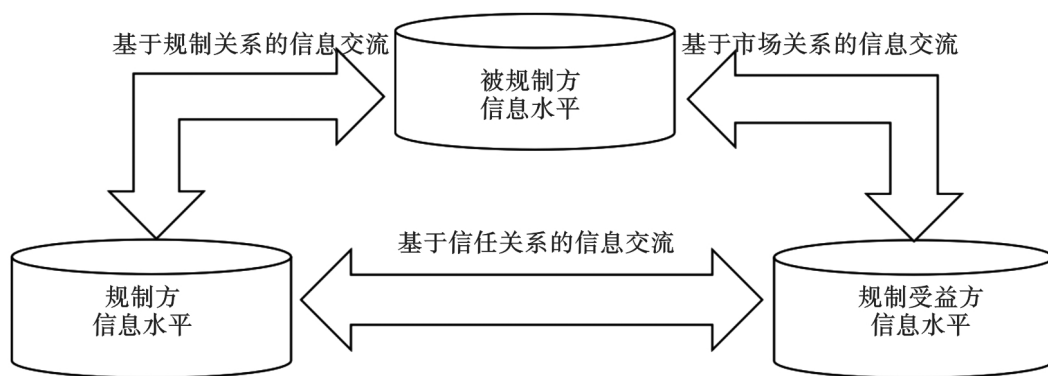 基于规制关系的信息交流
基于市场关系的信息交流
被规制方
信息水平
基于信任关系的信息交流
规制方
信息水平
规制受益方
信息水平